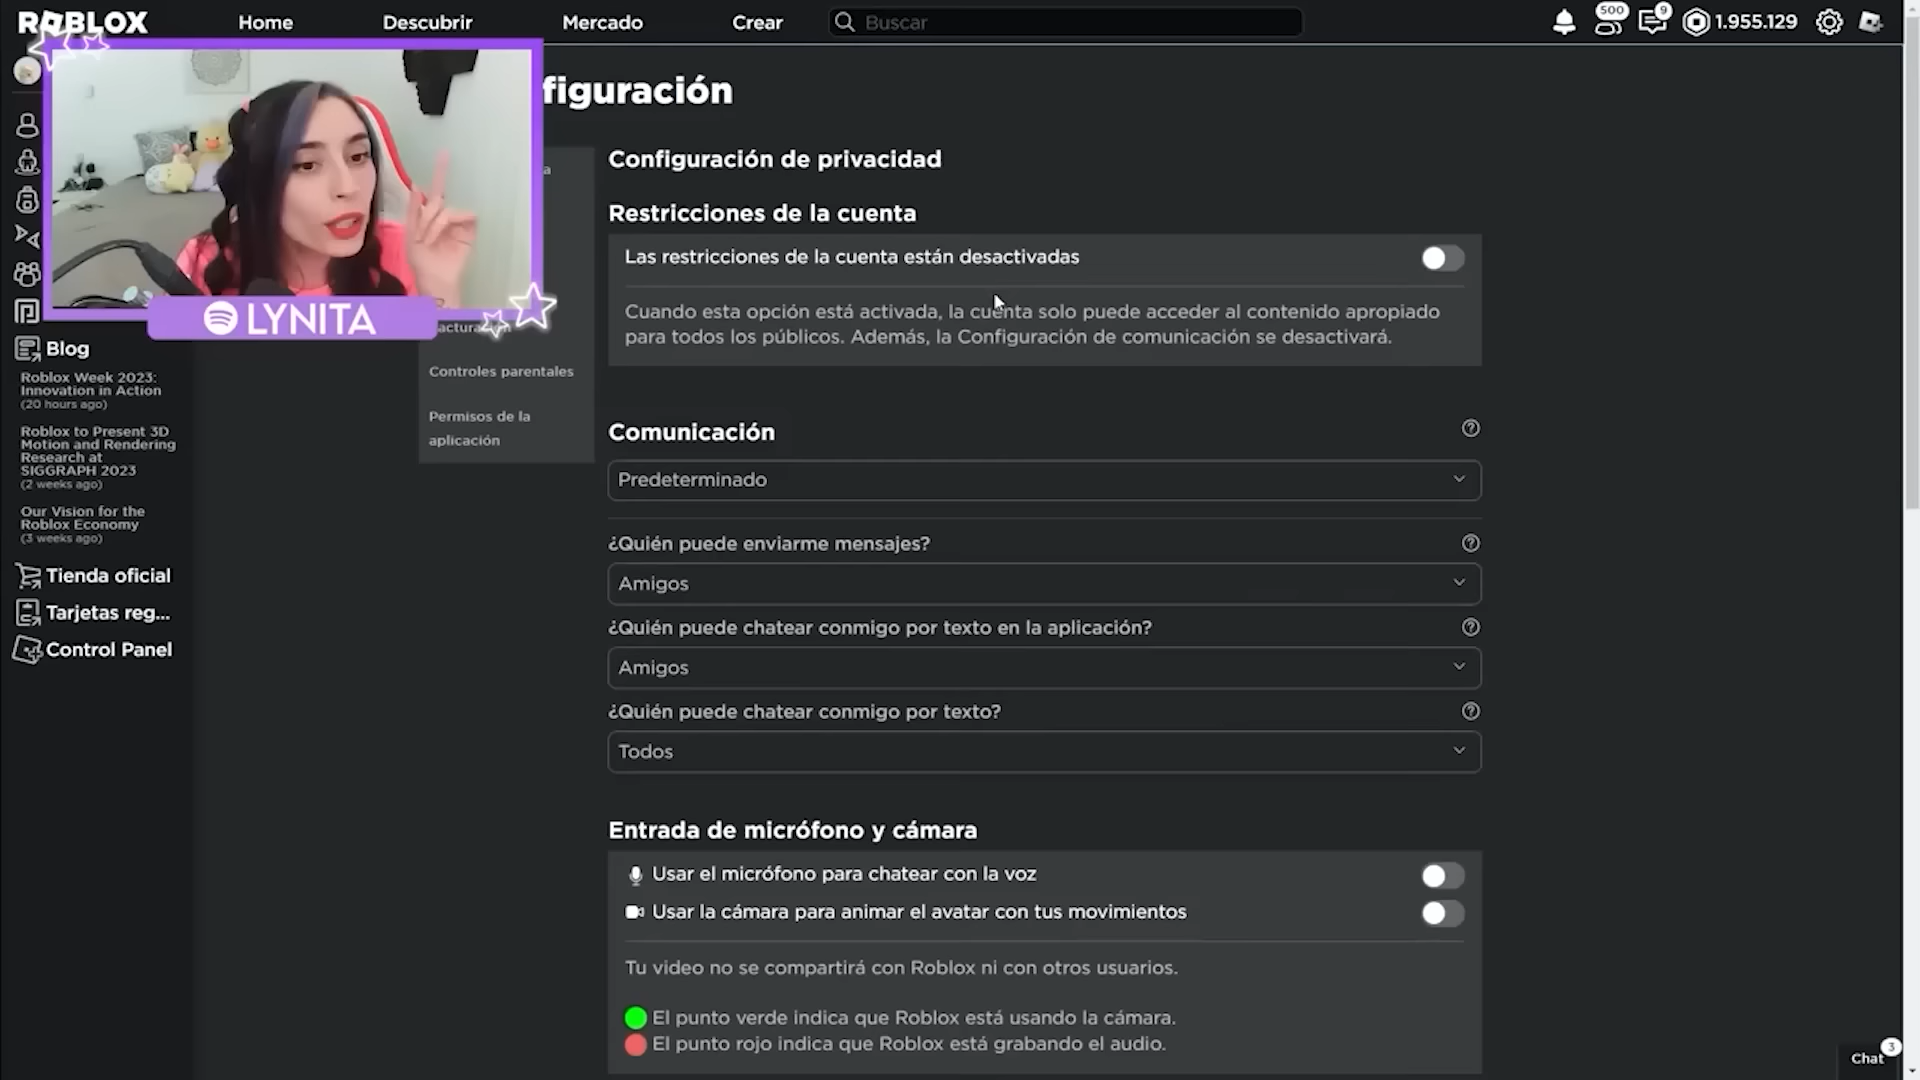 ROBLOX
Home
Descubrir
Mercado
Crear
Buscar
500
9
1.955.129
figuración
LYNITA
Blog
Roblox Week 2023:
Innovation in Action
(20 hours ago)
Roblox to Present 3D
Motion and Rendering
Research at
SIGGRAPH 2023
(2 weeks ago)
Our Vision for the
Roblox Economy
(3 weeks ago)
Tienda oficial
Tarjetas reg...
Control Panel
a
Controles parentales
Permisos de la
aplicación
Configuración de privacidad
Restricciones de la cuenta
Las restricciones de la cuenta están desactivadas
Cuando esta opción está activada, la cuenta solo puede acceder al contenido apropiado
para todos los públicos. Además, la Configuración de comunicación se desactivará.
Comunicación
Predeterminado
¿Quién puede enviarme mensajes?
Amigos
¿Quién puede chatear conmigo por texto en la aplicación?
Amigos
¿Quién puede chatear conmigo por texto?
Todos
Entrada de micrófono y cámara
Usar el micrófono para chatear con la voz
Usar la cámara para animar el avatar con tus movimientos
Tu video no se compartirá con Roblox ni con otros usuarios.
El punto verde indica que Roblox está usando la cámara.
El punto rojo indica que Roblox está grabando el audio.
Chat
3